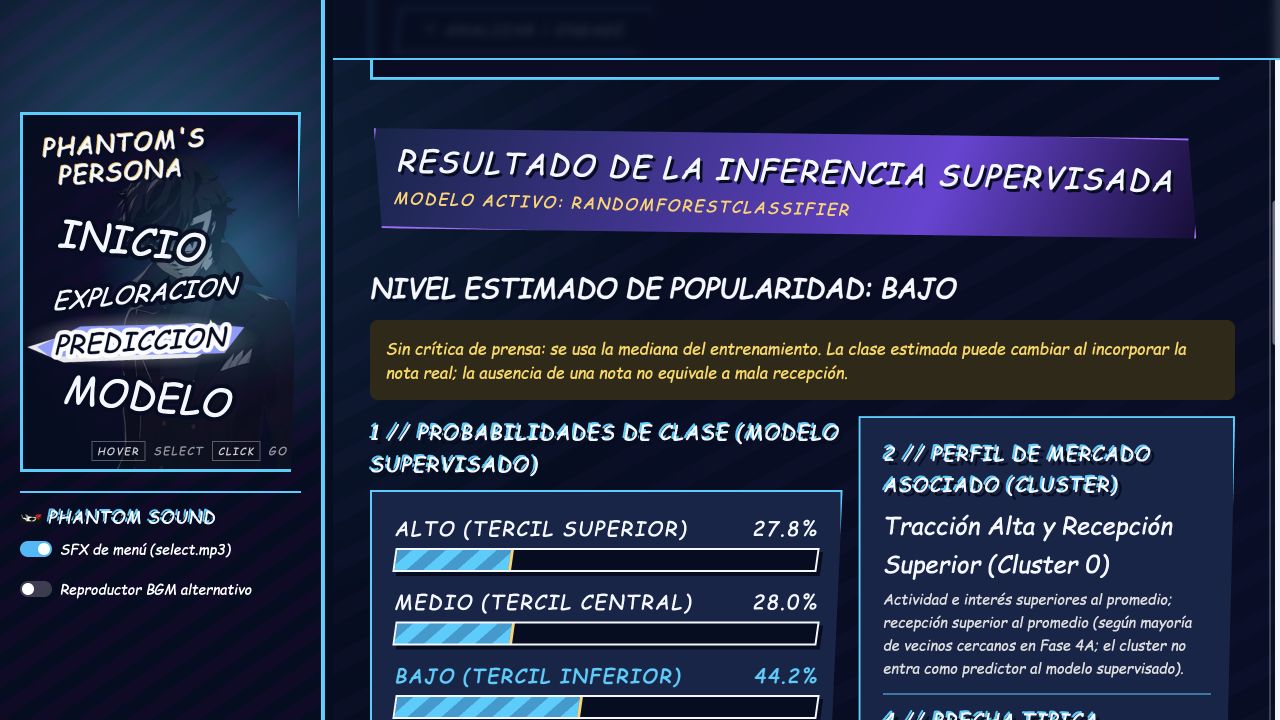 PHANTOM'S
PERSONA
INICIO
EXPLORACION
PREDICCION
MODELO
HOVER SELECT CLICK GO
PHANTOM SOUND
SFX de menú (select.mp3)
Reproductor BGM alternativo
RESULTADO DE LA INFERENCIA SUPERVISADA
MODELO ACTIVO: RANDOMFORESTCLASSIFIER
NIVEL ESTIMADO DE POPULARIDAD: BAJO
Sin crítica de prensa: se usa la mediana del entrenamiento. La clase estimada puede cambiar al incorporar la
nota real; la ausencia de una nota no equivale a mala recepción.
1 // PROBABILIDADES DE CLASE (MODELO
SUPERVISADO)
ALTO (TERCIL SUPERIOR) 27.8%
MEDIO (TERCIL CENTRAL) 28.0%
BAJO (TERCIL INFERIOR) 44.2%
2 // PERFIL DE MERCADO
ASOCIADO (CLUSTER)
Tracción Alta y Recepción
Superior (Cluster 0)
Actividad e interés superiores al promedio;
recepción superior al promedio (según mayoría
de vecinos cercanos en Fase 4A; el cluster no
entra como predictor al modelo supervisado).